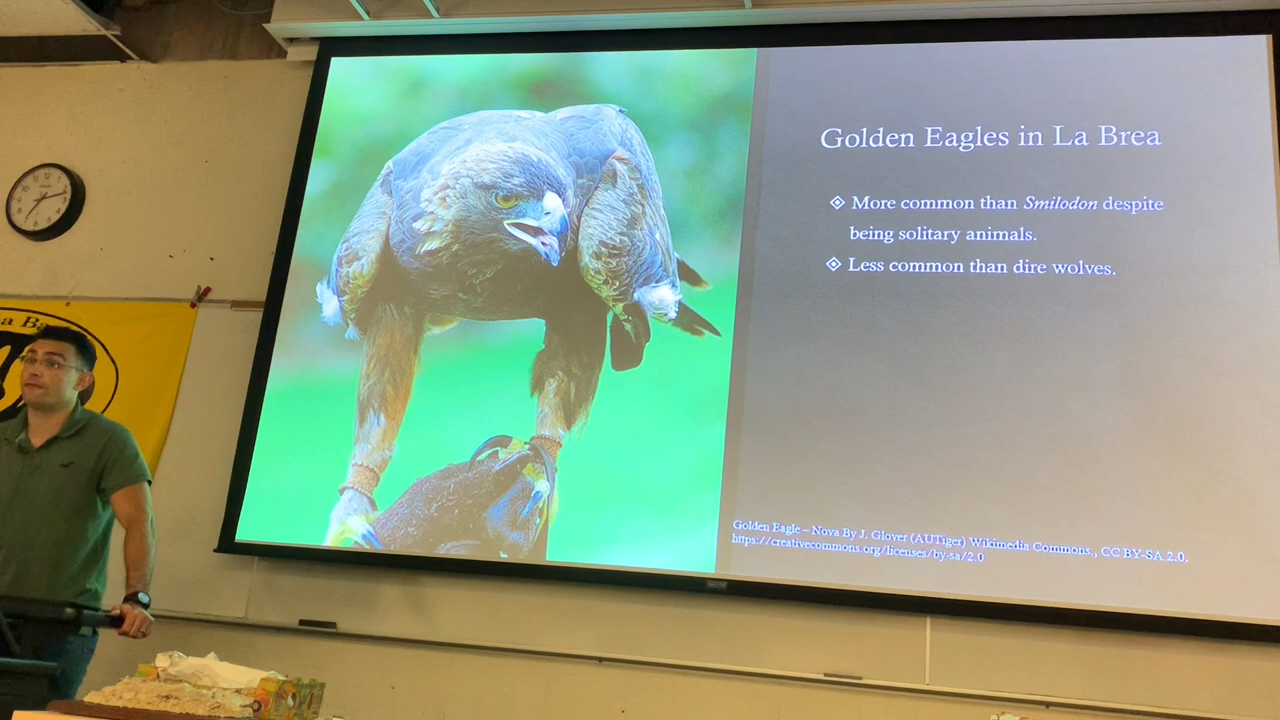 Golden Eagles in La Brea
More common than Smilodon despite
being solitary animals.
Less common than dire wolves.
Golden Eagle – Nova By J. Glover (AUTiger) Wikimedia Commons., CC BY-SA 2.0.
https://creativecommons.org/licenses/by-sa/2.0